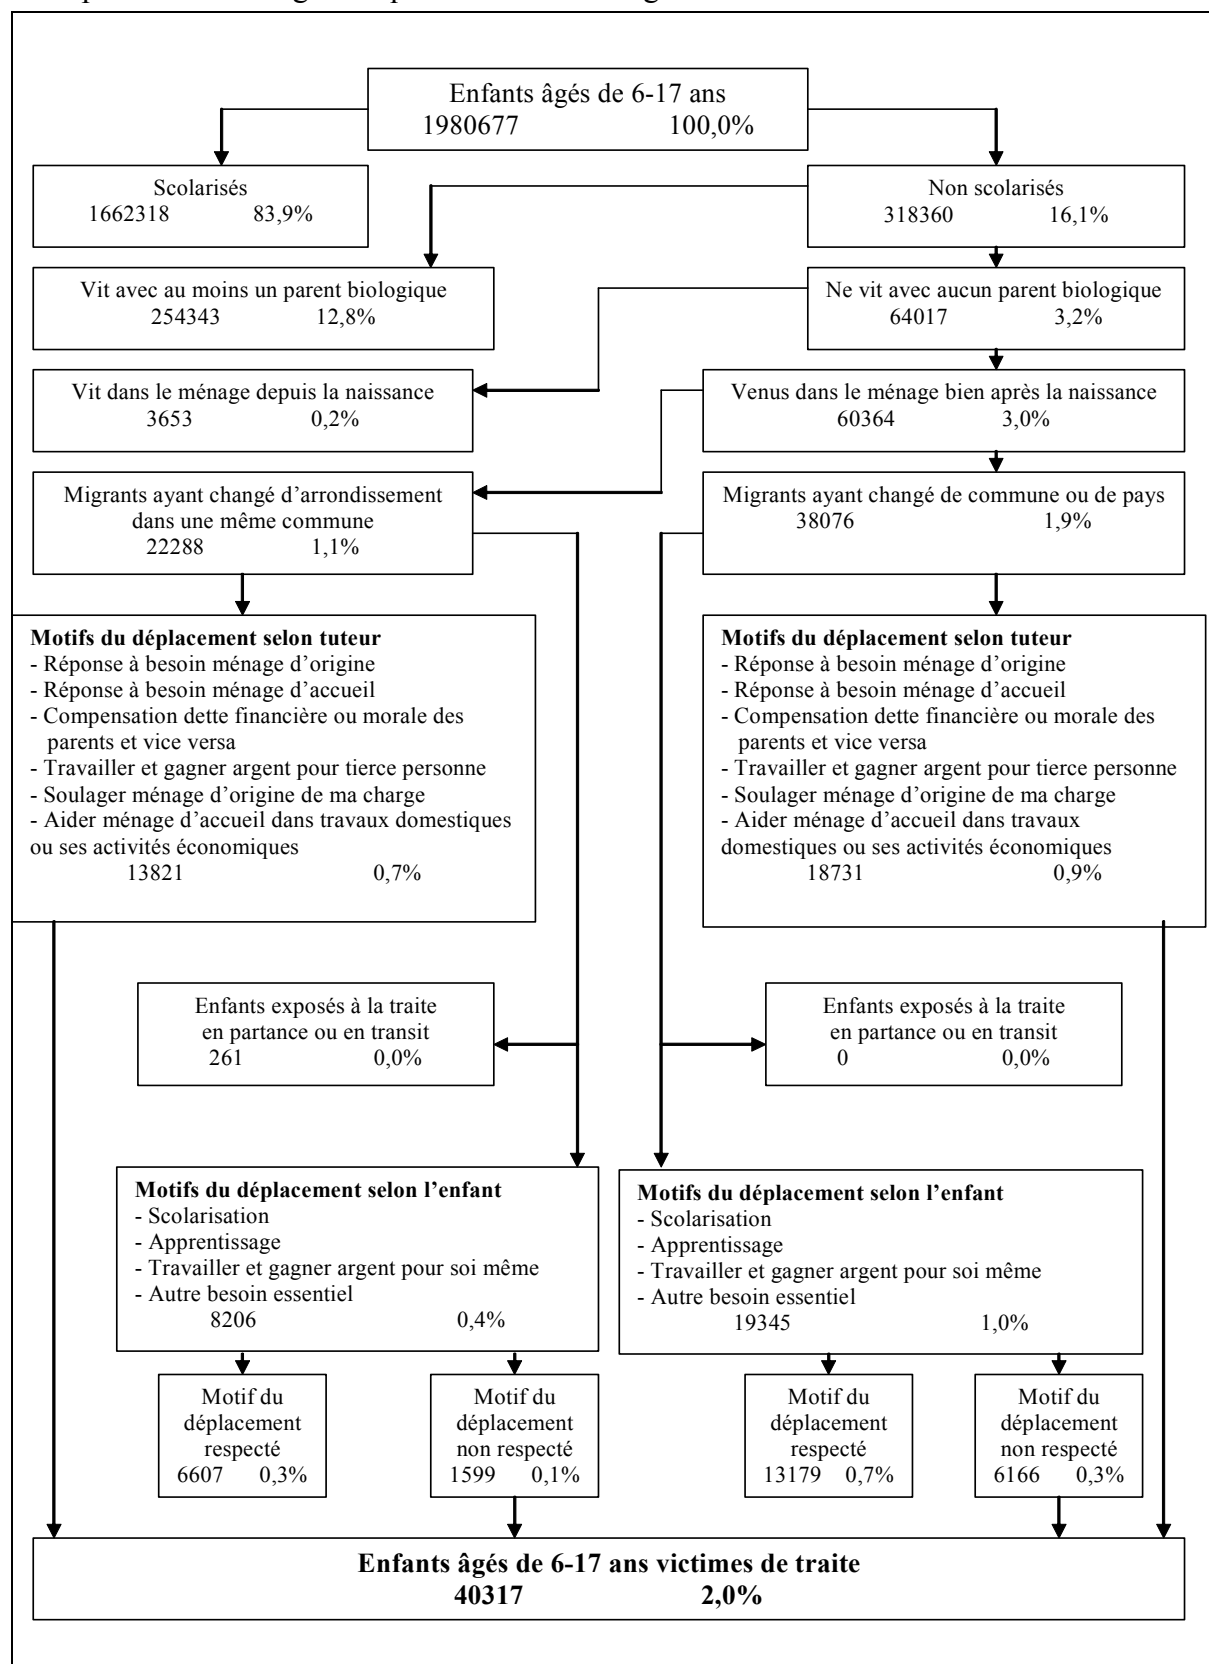 Enfants âgés de 6-17 ans
1980677 100,0%
Scolarisés
1662318 83,9%
Non scolarisés
318360 16,1%
Vit avec au moins un parent biologique
254343 12,8%
Ne vit avec aucun parent biologique
64017 3,2%
Vit dans le ménage depuis la naissance
3653 0,2%
Venus dans le ménage bien après la naissance
60364 3,0%
Migrants ayant changé d’arrondissement
dans une même commune
22288 1,1%
Migrants ayant changé de commune ou de pays
38076 1,9%
Motifs du déplacement selon tuteur
- Réponse à besoin ménage d’origine
- Réponse à besoin ménage d’accueil
- Compensation dette financière ou morale des
parents et vice versa
- Travailler et gagner argent pour tierce personne
- Soulager ménage d’origine de ma charge
- Aider ménage d’accueil dans travaux domestiques
ou ses activités économiques
13821 0,7%
Motifs du déplacement selon tuteur
- Réponse à besoin ménage d’origine
- Réponse à besoin ménage d’accueil
- Compensation dette financière ou morale des
parents et vice versa
- Travailler et gagner argent pour tierce personne
- Soulager ménage d’origine de ma charge
- Aider ménage d’accueil dans travaux
domestiques ou ses activités économiques
18731 0,9%
Enfants exposés à la traite
en partance ou en transit
261 0,0%
Enfants exposés à la traite
en partance ou en transit
0 0,0%
Motifs du déplacement selon l’enfant
- Scolarisation
- Apprentissage
- Travailler et gagner argent pour soi même
- Autre besoin essentiel
8206 0,4%
Motifs du déplacement selon l’enfant
- Scolarisation
- Apprentissage
- Travailler et gagner argent pour soi même
- Autre besoin essentiel
19345 1,0%
Motif du
déplacement
respecté
6607 0,3%
Motif du
déplacement
non respecté
1599 0,1%
Motif du
déplacement
respecté
13179 0,7%
Motif du
déplacement
non respecté
6166 0,3%
Enfants âgés de 6-17 ans victimes de traite
40317 2,0%